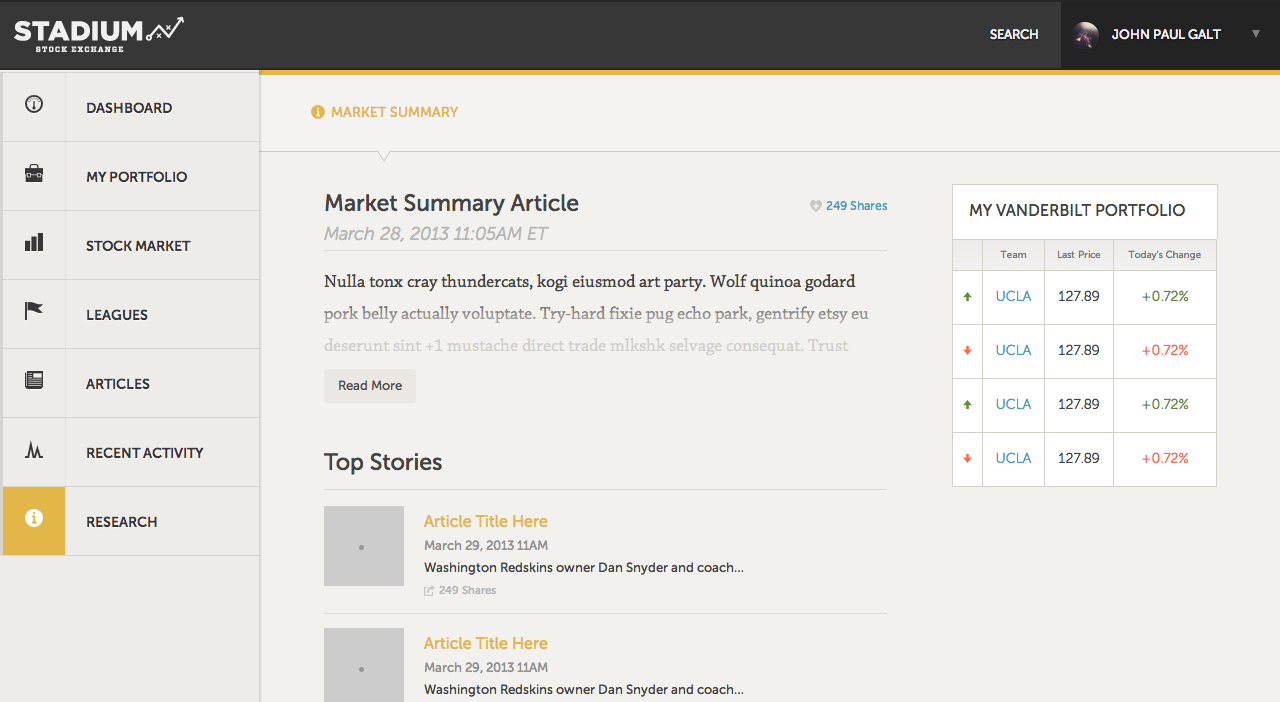 STADIUM
STOCK EXCHANGE
SEARCH
JOHN PAUL GALT
DASHBOARD
MY PORTFOLIO
STOCK MARKET
LEAGUES
ARTICLES
RECENT ACTIVITY
RESEARCH
MARKET SUMMARY
Market Summary Article
249 Shares
March 28, 2013 11:05AM ET
Nulla tonx cray thundercats, kogi eiusmod art party. Wolf quinoa godard
pork belly actually voluptate. Try-hard fixie pug echo park, gentrify etsy eu
deserunt sint +1 mustache direct trade mlkshk selvage consequat. Trust
Read More
Top Stories
Article Title Here
March 29, 2013 11AM
Washington Redskins owner Dan Snyder and coach...
249 Shares
Article Title Here
March 29, 2013 11AM
Washington Redskins owner Dan Snyder and coach...
MY VANDERBILT PORTFOLIO
Team Last Price Today's Change
UCLA 127.89 +0.72%
UCLA 127.89 +0.72%
UCLA 127.89 +0.72%
UCLA 127.89 +0.72%